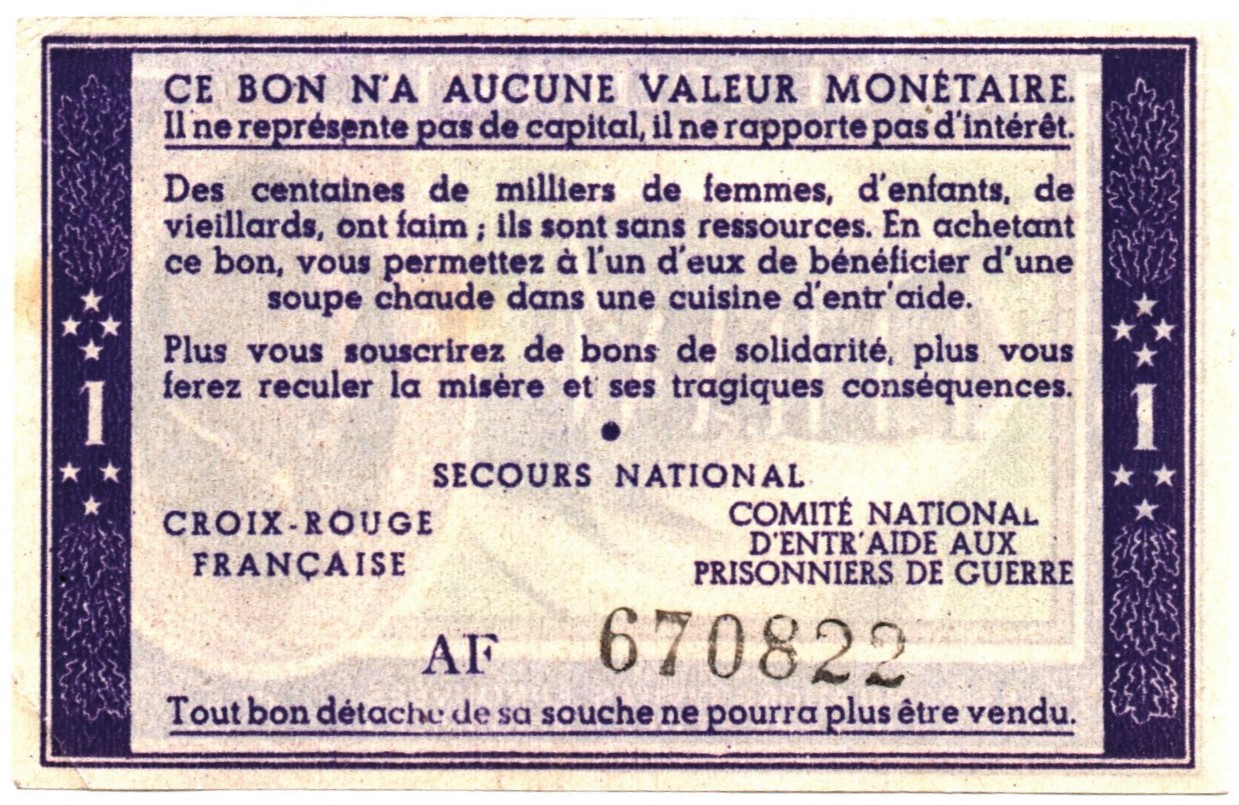 CE BON N'A AUCUNE VALEUR MONÉTAIRE.
Il ne représente pas de capital, il ne rapporte pas d'intérêt.
Des centaines de milliers de femmes, d'enfants, de
vieillards, ont faim ; ils sont sans ressources. En achetant
ce bon, vous permettez à l'un d'eux de bénéficier d'une
soupe chaude dans une cuisine d'entr'aide.
Plus vous souscrirez de bons de solidarité, plus vous
ferez reculer la misère et ses tragiques conséquences.
1
1
SECOURS NATIONAL
CROIX-ROUGE
FRANÇAISE
COMITÉ NATIONAL
D'ENTR'AIDE AUX
PRISONNIERS DE GUERRE
AF 670822
Tout bon détaché de sa souche ne pourra plus être vendu.